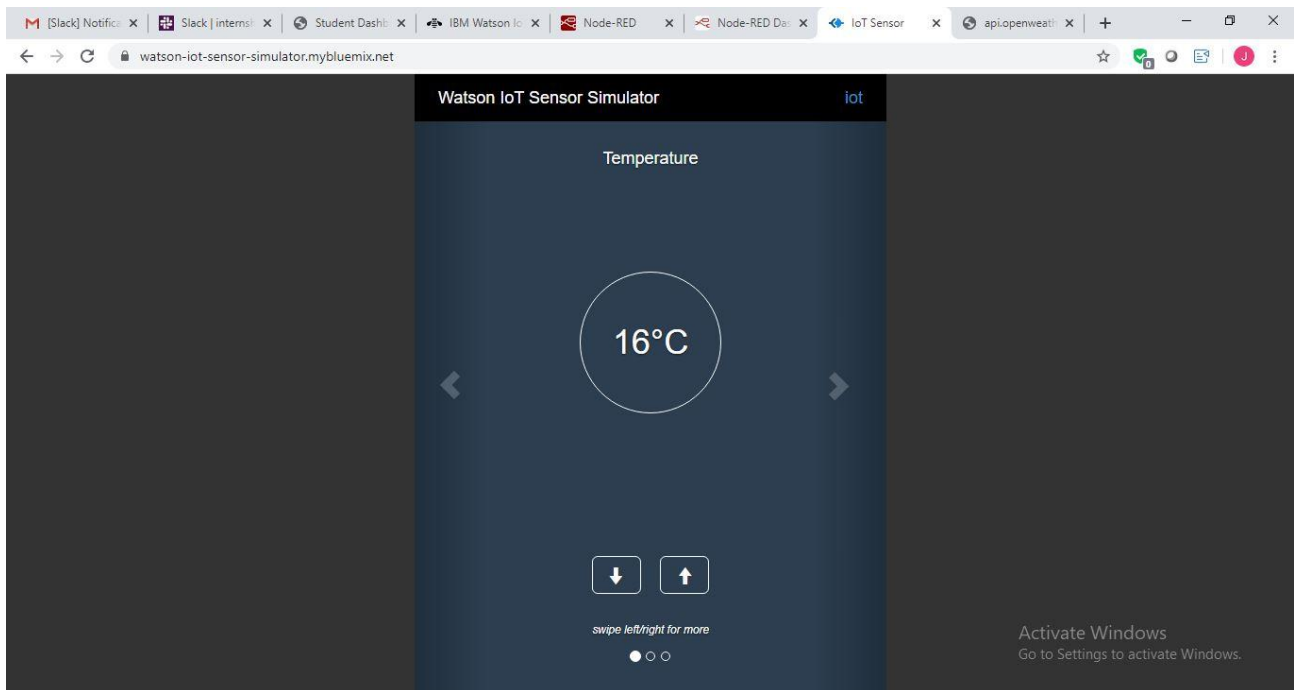 [Slack] Notifica
Slack | interns
Student Dashb
IBM Watson Io
Node-RED
Node-RED Das
IoT Sensor
api.openweath
watson-iot-sensor-simulator.mybluemix.net
0
J
Watson IoT Sensor Simulator
iot
Temperature
16°C
swipe left/right for more
Activate Windows
Go to Settings to activate Windows.